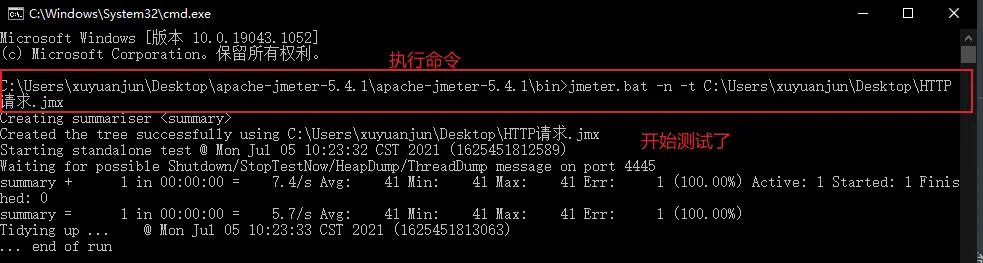 C:\Windows\System32\cmd.exe
Microsoft Windows [版本 10.0.19043.1052]
(c) Microsoft Corporation。保留所有权利。
执行命令
C:\Users\xuyuanjun\Desktop\apache-jmeter-5.4.1\apache-jmeter-5.4.1\bin>jmeter.bat -n -t C:\Users\xuyuanjun\Desktop\HTTP
请求.jmx
Creating summariser <summary>
Created the tree successfully using C:\Users\xuyuanjun\Desktop\HTTP请求.jmx
开始测试了
Starting standalone test @ Mon Jul 05 10:23:32 CST 2021 (1625451812589)
Waiting for possible Shutdown/StopTestNow/HeapDump/ThreadDump message on port 4445
summary +      1 in 00:00:00 =    7.4/s Avg:    41 Min:    41 Max:    41 Err:     1 (100.00%) Active: 1 Started: 1 Finis
hed: 0
summary =      1 in 00:00:00 =    5.7/s Avg:    41 Min:    41 Max:    41 Err:     1 (100.00%)
Tidying up ...    @ Mon Jul 05 10:23:33 CST 2021 (1625451813063)
... end of run